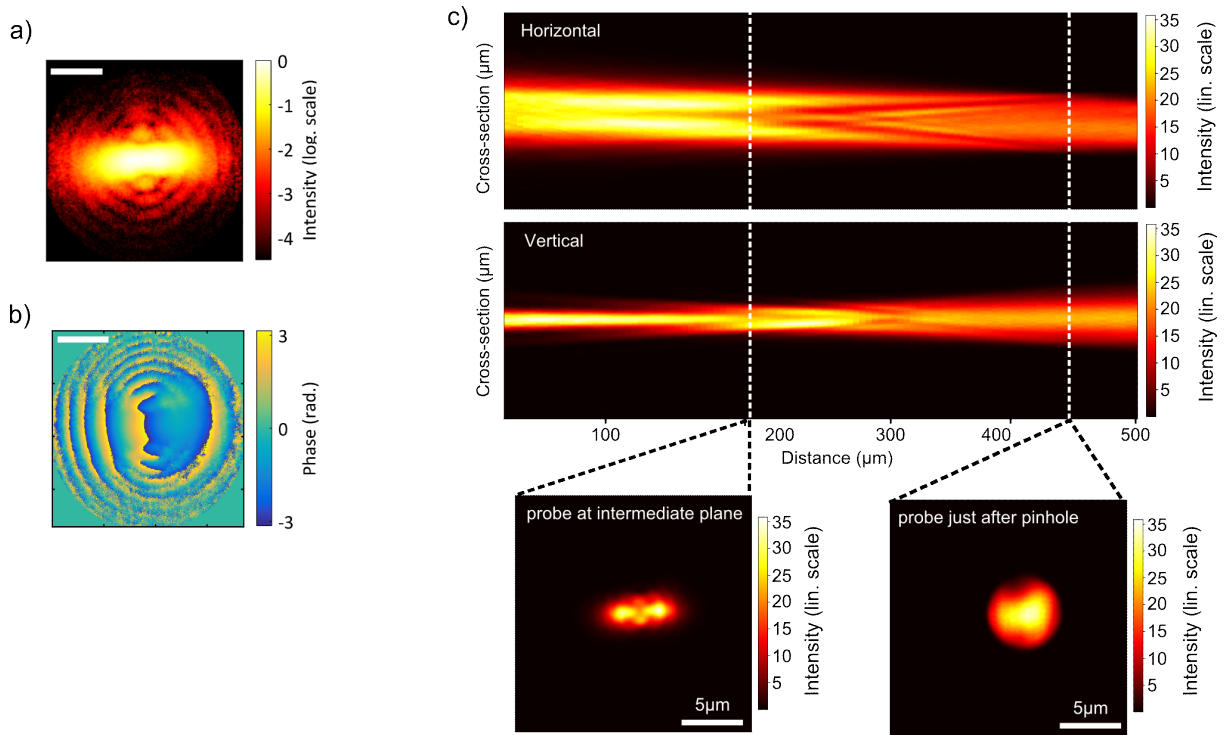 a)
0
-1
-2
-3
-4
Intensity (log. scale)
b)
3
0
-3
Phase (rad.)
c)
Horizontal
Cross-section (µm)
35
30
25
20
15
10
5
Intensity (lin. scale)
Vertical
Cross-section (µm)
35
30
25
20
15
10
5
Intensity (lin. scale)
100 200 300 400 500
Distance (µm)
probe at intermediate plane
5µm
35
30
25
20
15
10
5
Intensity (lin. scale)
probe just after pinhole
5µm
35
30
25
20
15
10
5
Intensity (lin. scale)